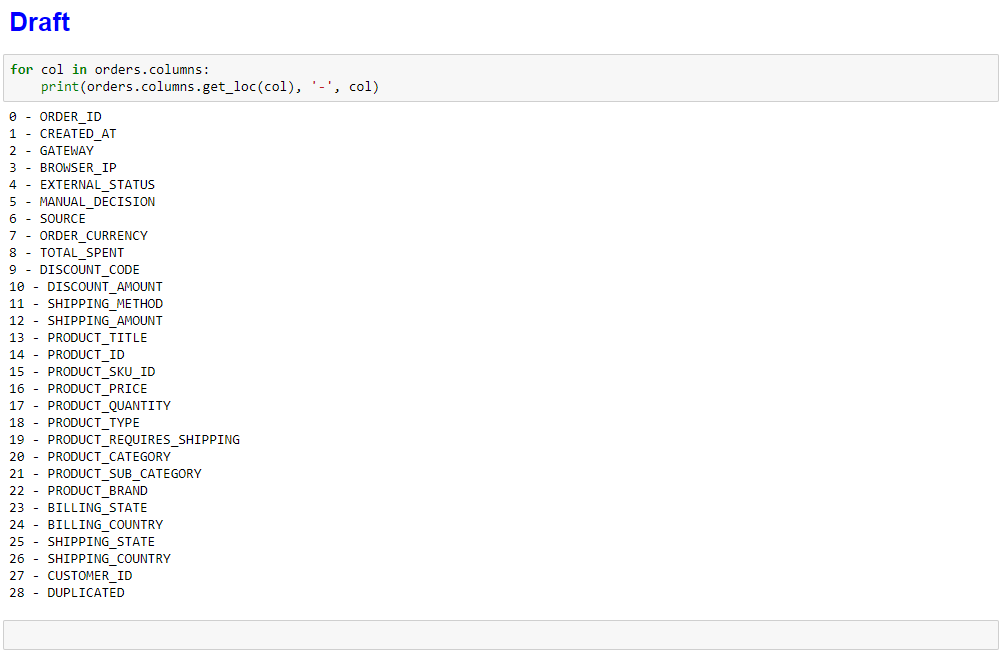 Draft
for col in orders.columns:
    print(orders.columns.get_loc(col), '-', col)
0 - ORDER_ID
1 - CREATED_AT
2 - GATEWAY
3 - BROWSER_IP
4 - EXTERNAL_STATUS
5 - MANUAL_DECISION
6 - SOURCE
7 - ORDER_CURRENCY
8 - TOTAL_SPENT
9 - DISCOUNT_CODE
10 - DISCOUNT_AMOUNT
11 - SHIPPING_METHOD
12 - SHIPPING_AMOUNT
13 - PRODUCT_TITLE
14 - PRODUCT_ID
15 - PRODUCT_SKU_ID
16 - PRODUCT_PRICE
17 - PRODUCT_QUANTITY
18 - PRODUCT_TYPE
19 - PRODUCT_REQUIRES_SHIPPING
20 - PRODUCT_CATEGORY
21 - PRODUCT_SUB_CATEGORY
22 - PRODUCT_BRAND
23 - BILLING_STATE
24 - BILLING_COUNTRY
25 - SHIPPING_STATE
26 - SHIPPING_COUNTRY
27 - CUSTOMER_ID
28 - DUPLICATED